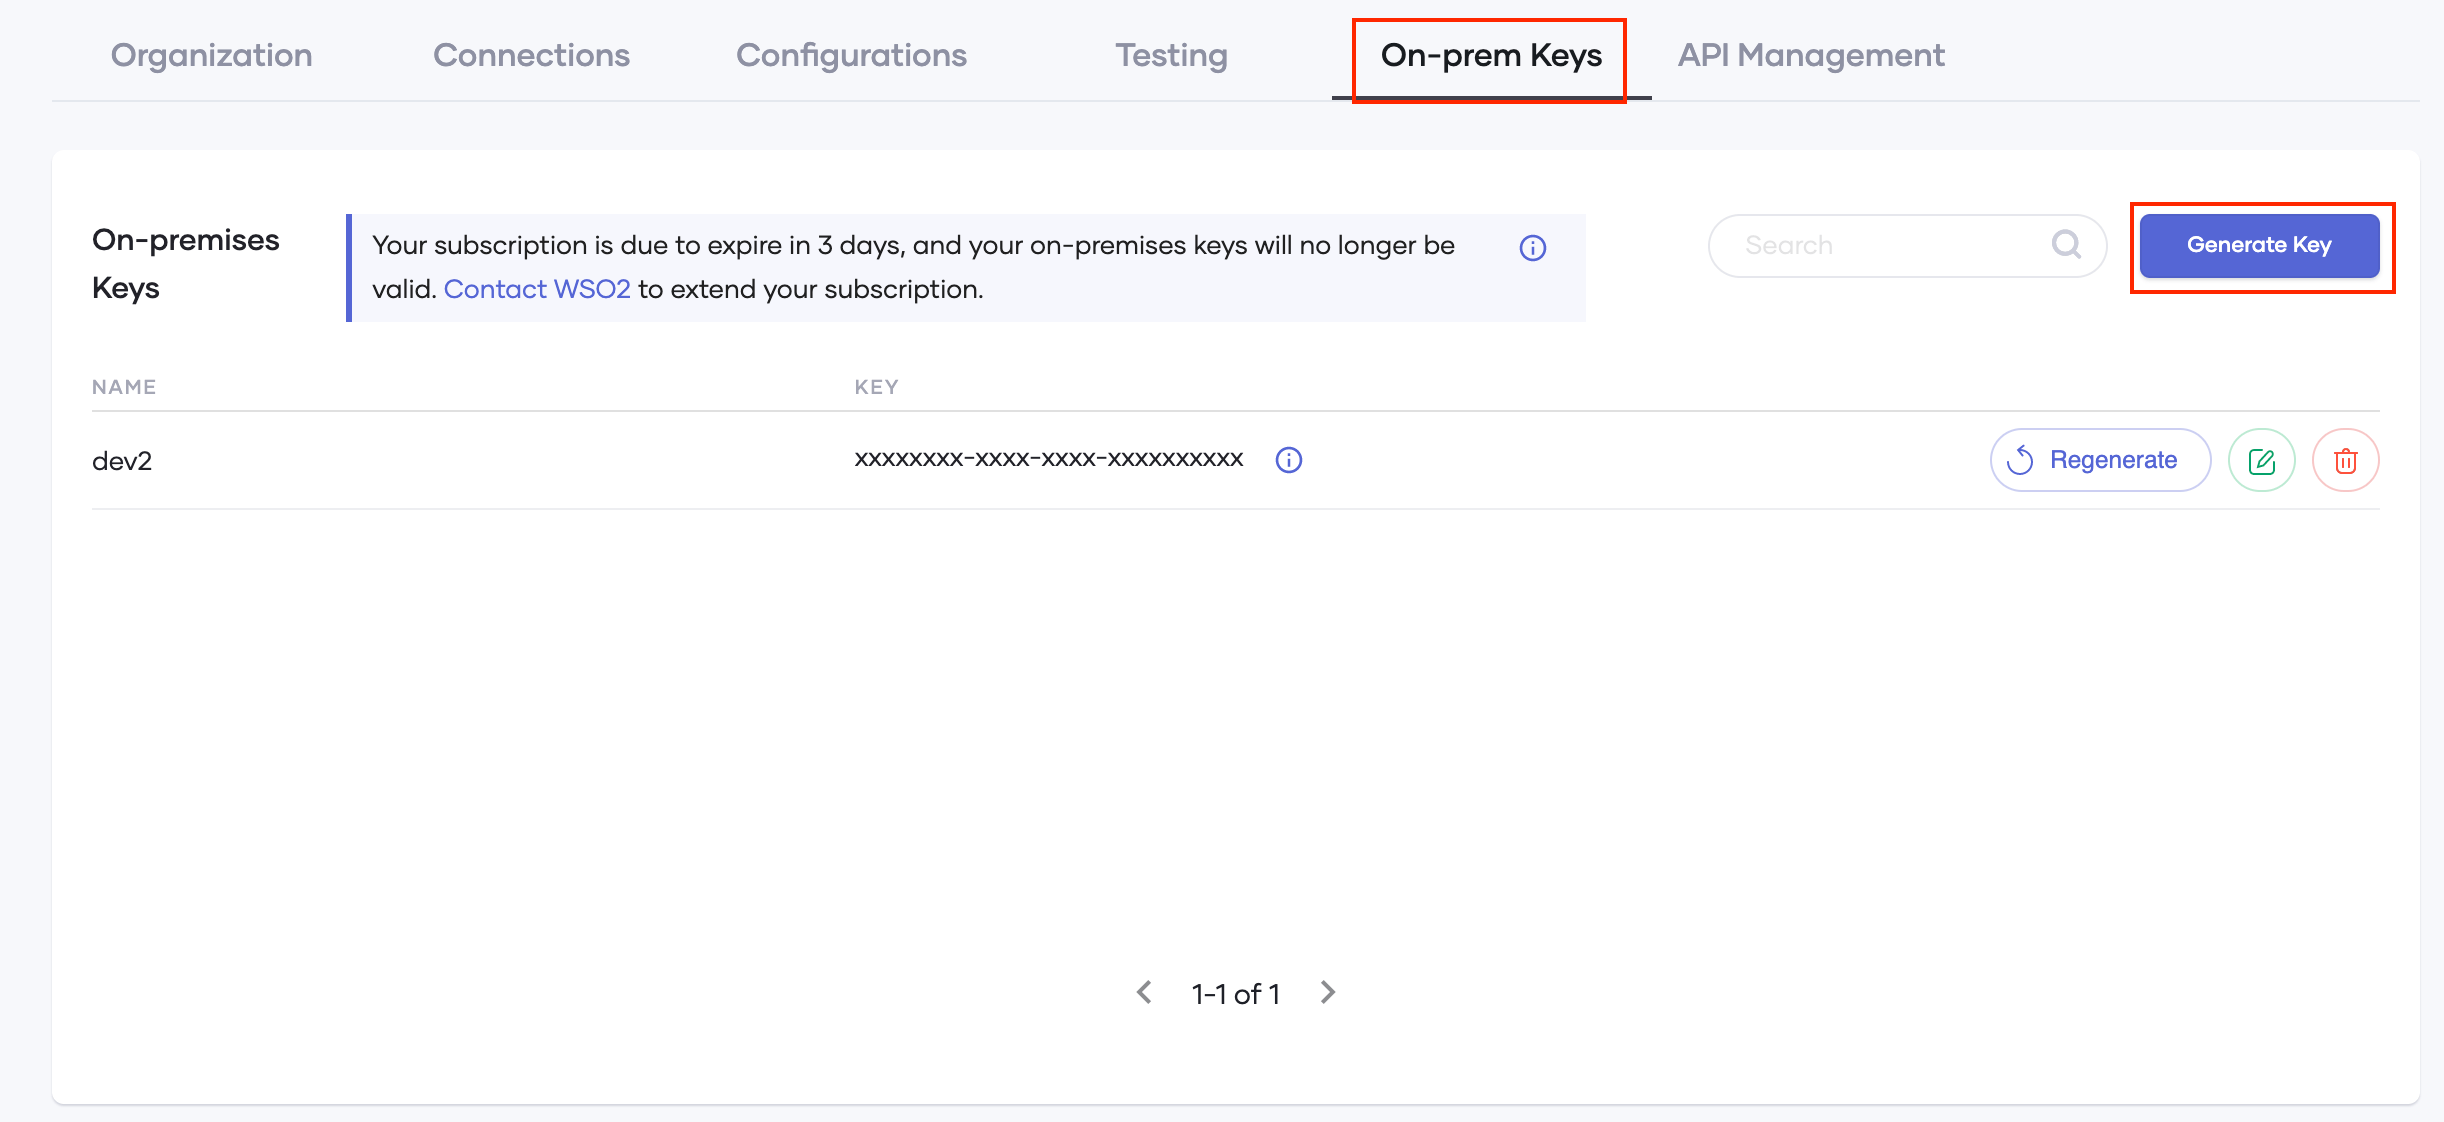 Organization Connections Configurations Testing On-prem Keys API Management
On-premises
Keys
Your subscription is due to expire in 3 days, and your on-premises keys will no longer be
valid. Contact WSO2 to extend your subscription.
Search
Generate Key
NAME KEY
dev2 xxxxxxxx-xxxx-xxxx-xxxxxxxxxx Regenerate
1-1 of 1